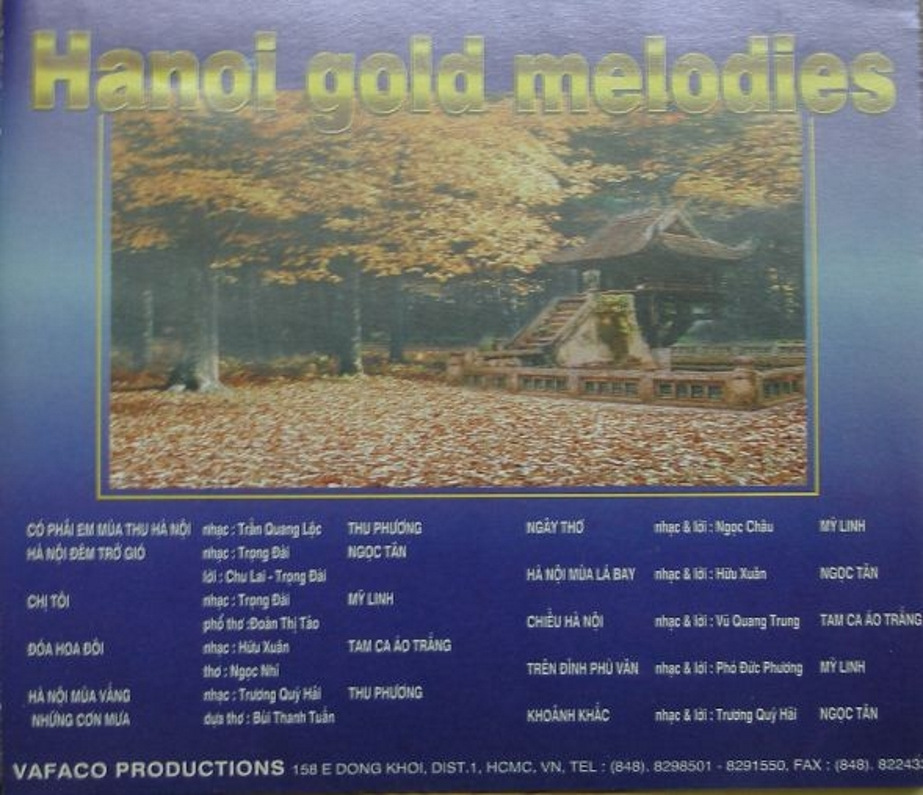 Hanoi gold melodies
CÓ PHẢI EM MÙA THU HÀ NỘI nhạc : Trần Quang Lộc THU PHƯƠNG
HÀ NỘI ĐÊM TRỞ GIÓ nhạc : Trọng Đài NGỌC TÂN
lời : Chu Lai - Trọng Đài
CHỊ TÔI nhạc : Trọng Đài MỸ LINH
phổ thơ :Đoàn Thị Tảo
ĐÓA HOA ĐÔI nhạc : Hữu Xuân TAM CA ÁO TRẮNG
thơ : Ngọc Nhi
HÀ NỘI MÙA VẮNG nhạc : Trương Quý Hải THU PHƯƠNG
NHỮNG CƠN MƯA dựa thơ : Bùi Thanh Tuấn
NGÂY THƠ nhạc & lời : Ngọc Châu MỸ LINH
HÀ NỘI MÙA LÁ BAY nhạc & lời : Hữu Xuân NGỌC TÂN
CHIỀU HÀ NỘI nhạc & lời : Vũ Quang Trung TAM CA ÁO TRẮNG
TRÊN ĐỈNH PHÙ VÂN nhạc & lời : Phó Đức Phương MỸ LINH
KHOẢNH KHẮC nhạc & lời : Trương Quý Hải NGỌC TÂN
VAFACO PRODUCTIONS 158 E DONG KHOI, DIST.1, HCMC, VN, TEL : (848). 8298501 - 8291550, FAX : (848).